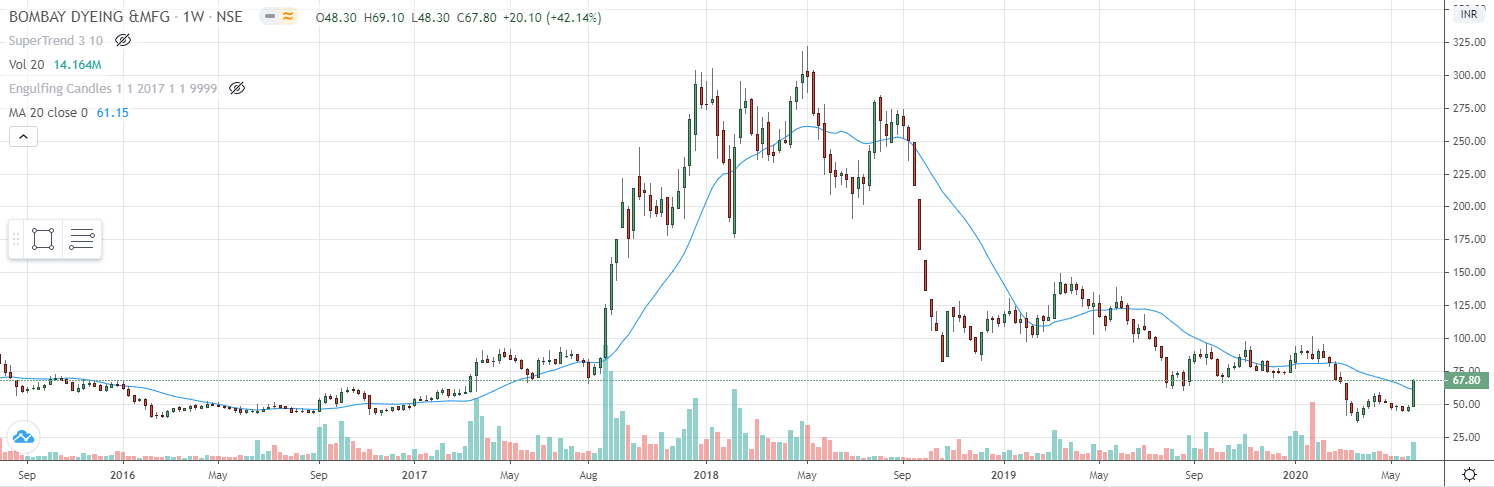 BOMBAY DYEING &MFG · 1W · NSE O48.30 H69.10 L48.30 C67.80 +20.10 (+42.14%)
INR
SuperTrend 3 10
Vol 20 14.164M
Engulfing Candles 1 1 2017 1 1 9999
MA 20 close 0 61.15
325.00
300.00
275.00
250.00
225.00
200.00
175.00
150.00
125.00
100.00
67.80
50.00
25.00
Sep 2016 May Sep 2017 May Aug 2018 May Sep 2019 May Sep 2020 May